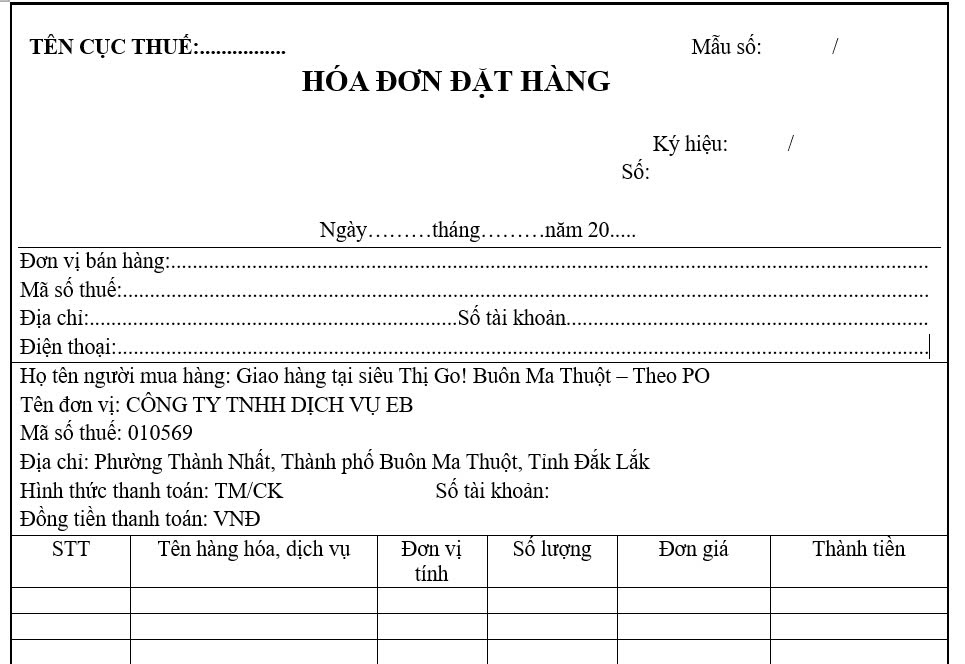 TÊN CỤC THUẾ:................ Mẫu số: /
HÓA ĐƠN ĐẶT HÀNG
Ký hiệu: /
Số:
Ngày………tháng………năm 20.....
Đơn vị bán hàng:...........................................................................................................................................
Mã số thuế:....................................................................................................................................................
Địa chỉ:....................................................................Số tài khoản...................................................................
Điện thoại:.....................................................................................................................................................
Họ tên người mua hàng: Giao hàng tại siêu Thị Go! Buôn Ma Thuột – Theo PO
Tên đơn vị: CÔNG TY TNHH DỊCH VỤ EB
Mã số thuế: 010569
Địa chỉ: Phường Thành Nhất, Thành phố Buôn Ma Thuột, Tỉnh Đắk Lắk
Hình thức thanh toán: TM/CK Số tài khoản:
Đồng tiền thanh toán: VNĐ
STT Tên hàng hóa, dịch vụ Đơn vị tính Số lượng Đơn giá Thành tiền